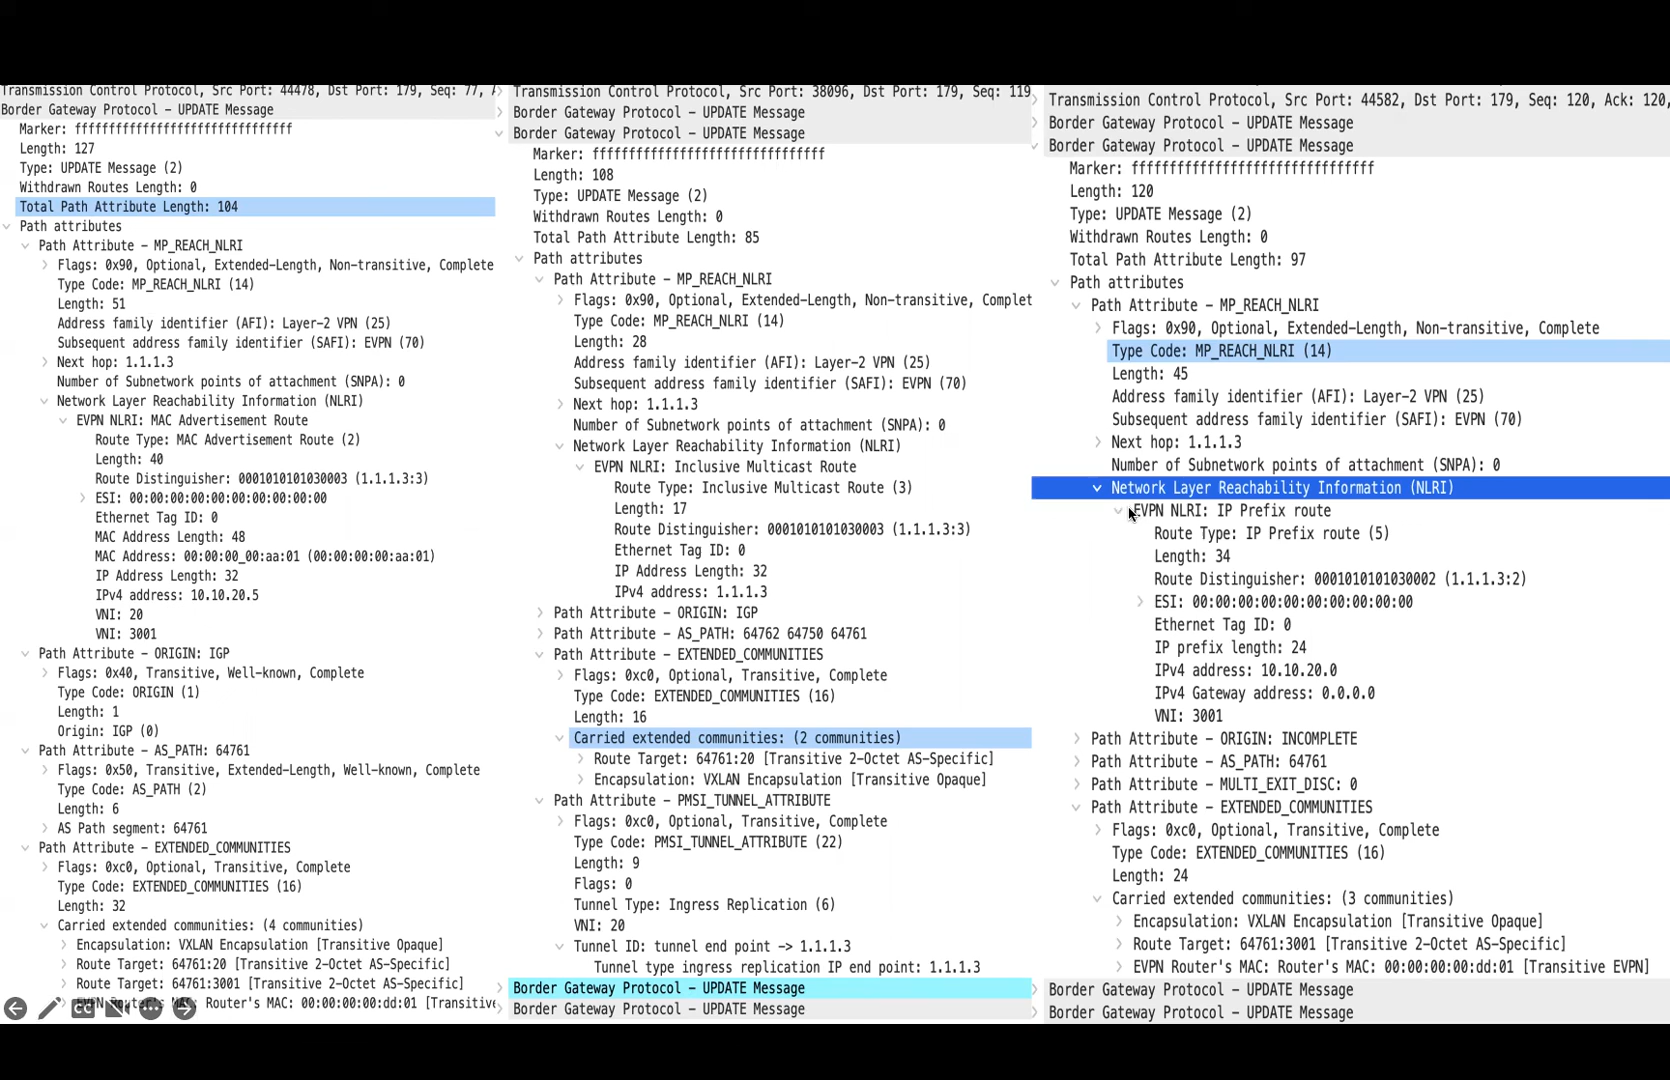 Transmission Control Protocol, Src Port: 44478, Dst Port: 179, Seq: 77,
Border Gateway Protocol – UPDATE Message
Marker: ffffffffffffffffffffffffffffffff
Length: 127
Type: UPDATE Message (2)
Withdrawn Routes Length: 0
Total Path Attribute Length: 104
Path attributes
Path Attribute – MP_REACH_NLRI
Flags: 0x90, Optional, Extended-Length, Non-transitive, Complete
Type Code: MP_REACH_NLRI (14)
Length: 51
Address family identifier (AFI): Layer-2 VPN (25)
Subsequent address family identifier (SAFI): EVPN (70)
Next hop: 1.1.1.3
Number of Subnetwork points of attachment (SNPA): 0
Network Layer Reachability Information (NLRI)
EVPN NLRI: MAC Advertisement Route
Route Type: MAC Advertisement Route (2)
Length: 40
Route Distinguisher: 0001010101030003 (1.1.1.3:3)
ESI: 00:00:00:00:00:00:00:00:00:00
Ethernet Tag ID: 0
MAC Address Length: 48
MAC Address: 00:00:00_00:aa:01 (00:00:00:00:aa:01)
IP Address Length: 32
IPv4 address: 10.10.20.5
VNI: 20
VNI: 3001
Path Attribute – ORIGIN: IGP
Flags: 0x40, Transitive, Well-known, Complete
Type Code: ORIGIN (1)
Length: 1
Origin: IGP (0)
Path Attribute – AS_PATH: 64761
Flags: 0x50, Transitive, Extended-Length, Well-known, Complete
Type Code: AS_PATH (2)
Length: 6
AS Path segment: 64761
Path Attribute – EXTENDED_COMMUNITIES
Flags: 0xc0, Optional, Transitive, Complete
Type Code: EXTENDED_COMMUNITIES (16)
Length: 32
Carried extended communities: (4 communities)
Encapsulation: VXLAN Encapsulation [Transitive Opaque]
Route Target: 64761:20 [Transitive 2-Octet AS-Specific]
Route Target: 64761:3001 [Transitive 2-Octet AS-Specific]
EVPN Router's MAC: Router's MAC: 00:00:00:00:dd:01 [Transitive
CC
Transmission Control Protocol, Src Port: 38096, Dst Port: 179, Seq: 119
Border Gateway Protocol – UPDATE Message
Border Gateway Protocol – UPDATE Message
Marker: ffffffffffffffffffffffffffffffff
Length: 108
Type: UPDATE Message (2)
Withdrawn Routes Length: 0
Total Path Attribute Length: 85
Path attributes
Path Attribute – MP_REACH_NLRI
Flags: 0x90, Optional, Extended-Length, Non-transitive, Complet
Type Code: MP_REACH_NLRI (14)
Length: 28
Address family identifier (AFI): Layer-2 VPN (25)
Subsequent address family identifier (SAFI): EVPN (70)
Next hop: 1.1.1.3
Number of Subnetwork points of attachment (SNPA): 0
Network Layer Reachability Information (NLRI)
EVPN NLRI: Inclusive Multicast Route
Route Type: Inclusive Multicast Route (3)
Length: 17
Route Distinguisher: 0001010101030003 (1.1.1.3:3)
Ethernet Tag ID: 0
IP Address Length: 32
IPv4 address: 1.1.1.3
Path Attribute – ORIGIN: IGP
Path Attribute – AS_PATH: 64762 64750 64761
Path Attribute – EXTENDED_COMMUNITIES
Flags: 0xc0, Optional, Transitive, Complete
Type Code: EXTENDED_COMMUNITIES (16)
Length: 16
Carried extended communities: (2 communities)
Route Target: 64761:20 [Transitive 2-Octet AS-Specific]
Encapsulation: VXLAN Encapsulation [Transitive Opaque]
Path Attribute – PMSI_TUNNEL_ATTRIBUTE
Flags: 0xc0, Optional, Transitive, Complete
Type Code: PMSI_TUNNEL_ATTRIBUTE (22)
Length: 9
Flags: 0
Tunnel Type: Ingress Replication (6)
VNI: 20
Tunnel ID: tunnel end point -> 1.1.1.3
Tunnel type ingress replication IP end point: 1.1.1.3
Border Gateway Protocol – UPDATE Message
Border Gateway Protocol – UPDATE Message
Transmission Control Protocol, Src Port: 44582, Dst Port: 179, Seq: 120, Ack: 120,
Border Gateway Protocol – UPDATE Message
Border Gateway Protocol – UPDATE Message
Marker: ffffffffffffffffffffffffffffffff
Length: 120
Type: UPDATE Message (2)
Withdrawn Routes Length: 0
Total Path Attribute Length: 97
Path attributes
Path Attribute – MP_REACH_NLRI
Flags: 0x90, Optional, Extended-Length, Non-transitive, Complete
Type Code: MP_REACH_NLRI (14)
Length: 45
Address family identifier (AFI): Layer-2 VPN (25)
Subsequent address family identifier (SAFI): EVPN (70)
Next hop: 1.1.1.3
Number of Subnetwork points of attachment (SNPA): 0
Network Layer Reachability Information (NLRI)
EVPN NLRI: IP Prefix route
Route Type: IP Prefix route (5)
Length: 34
Route Distinguisher: 0001010101030002 (1.1.1.3:2)
ESI: 00:00:00:00:00:00:00:00:00:00
Ethernet Tag ID: 0
IP prefix length: 24
IPv4 address: 10.10.20.0
IPv4 Gateway address: 0.0.0.0
VNI: 3001
Path Attribute – ORIGIN: INCOMPLETE
Path Attribute – AS_PATH: 64761
Path Attribute – MULTI_EXIT_DISC: 0
Path Attribute – EXTENDED_COMMUNITIES
Flags: 0xc0, Optional, Transitive, Complete
Type Code: EXTENDED_COMMUNITIES (16)
Length: 24
Carried extended communities: (3 communities)
Encapsulation: VXLAN Encapsulation [Transitive Opaque]
Route Target: 64761:3001 [Transitive 2-Octet AS-Specific]
EVPN Router's MAC: Router's MAC: 00:00:00:00:dd:01 [Transitive EVPN]
Border Gateway Protocol – UPDATE Message
Border Gateway Protocol – UPDATE Message